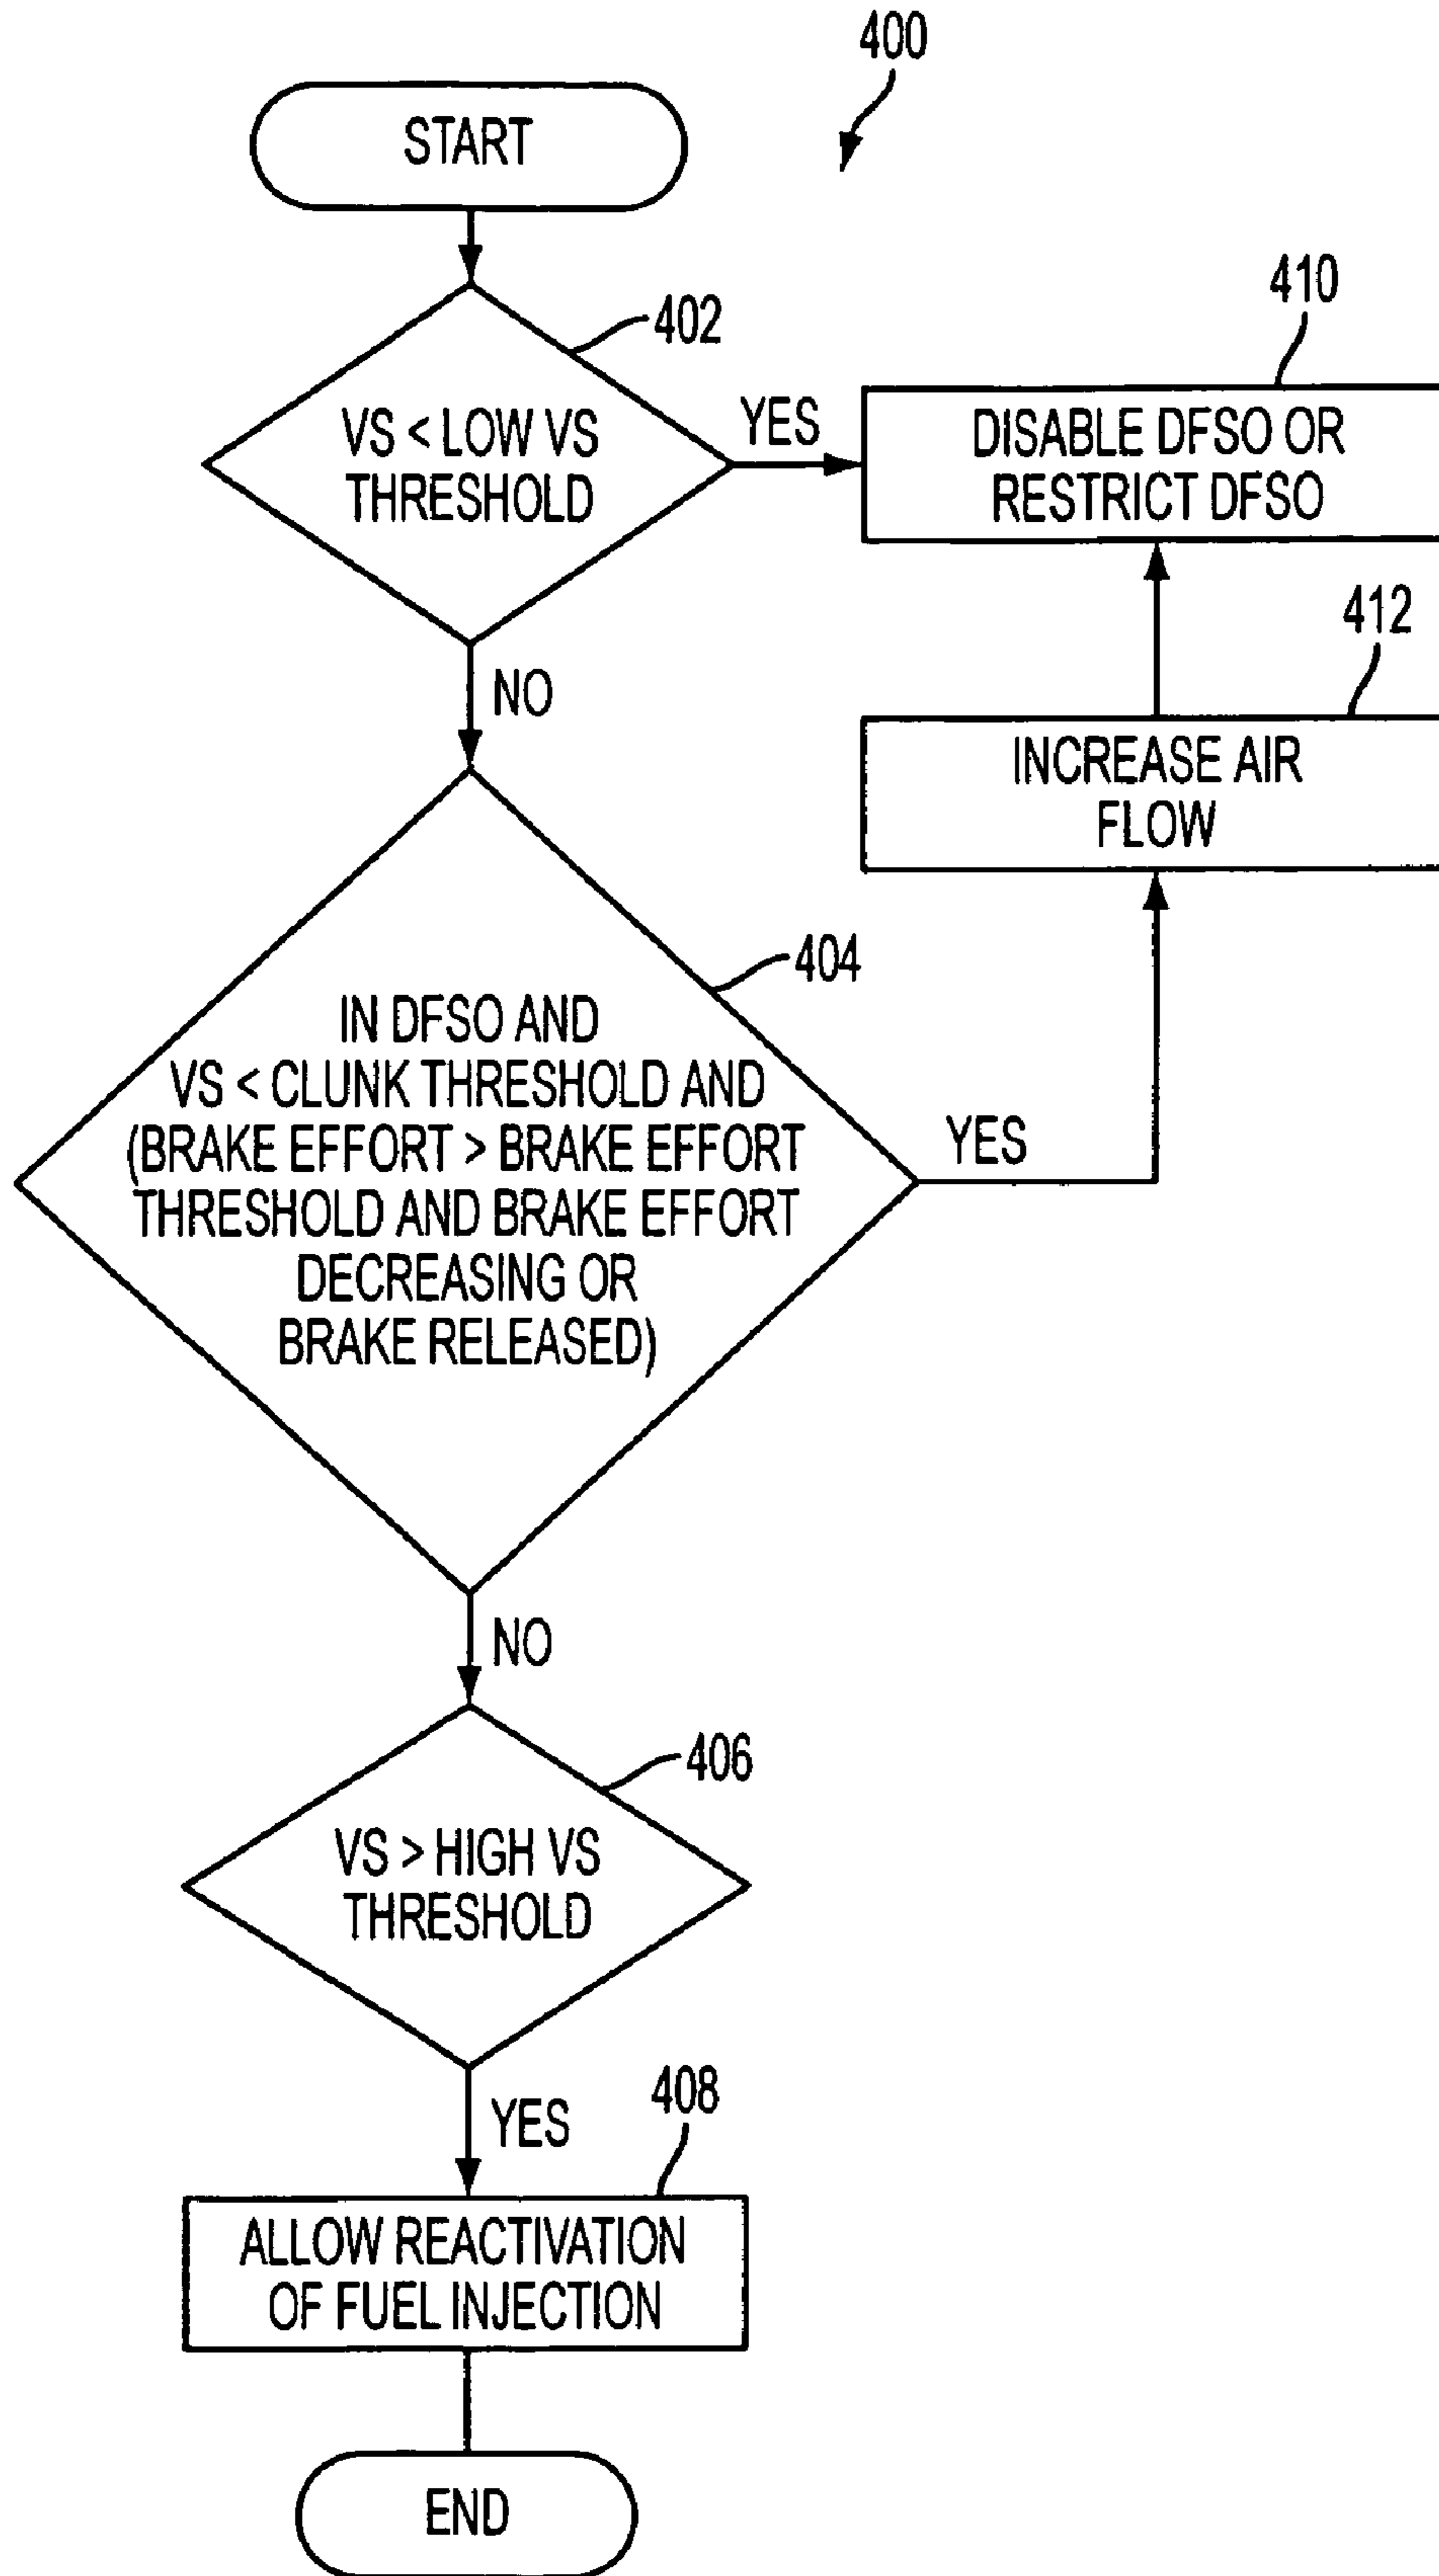 400
START
402
VS < LOW VS
THRESHOLD
YES
410
DISABLE DFSO OR
RESTRICT DFSO
412
INCREASE AIR
FLOW
NO
404
IN DFSO AND
VS < CLUNK THRESHOLD AND
(BRAKE EFFORT > BRAKE EFFORT
THRESHOLD AND BRAKE EFFORT
DECREASING OR
BRAKE RELEASED)
YES
NO
406
VS > HIGH VS
THRESHOLD
YES
408
ALLOW REACTIVATION
OF FUEL INJECTION
END